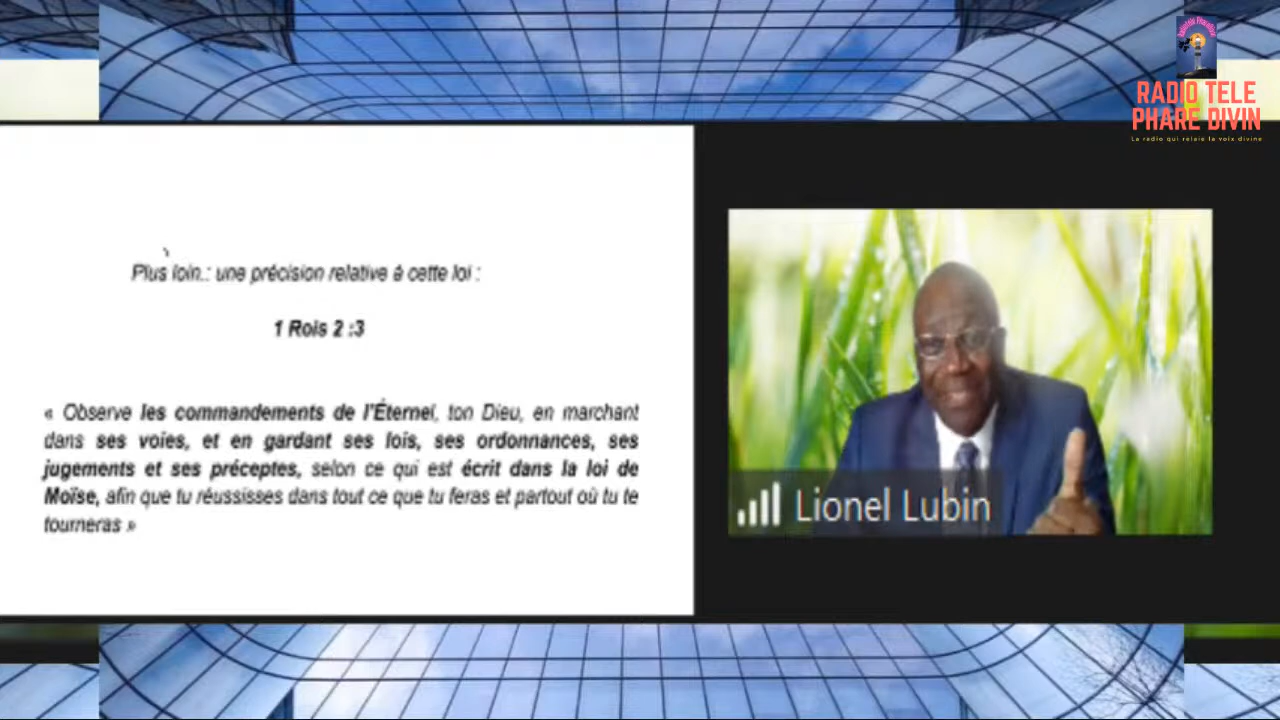 RADIO TELE
PHARE DIVIN
La radio qui relaie la voix divine
Plus loin.: une précision relative à cette loi :
1 Rois 2 :3
« Observe les commandements de l'Éternel, ton Dieu, en marchant
dans ses voies, et en gardant ses lois, ses ordonnances, ses
jugements et ses préceptes, selon ce qui est écrit dans la loi de
Moïse, afin que tu réussisses dans tout ce que tu feras et partout où tu te
tourneras »
Lionel Lubin